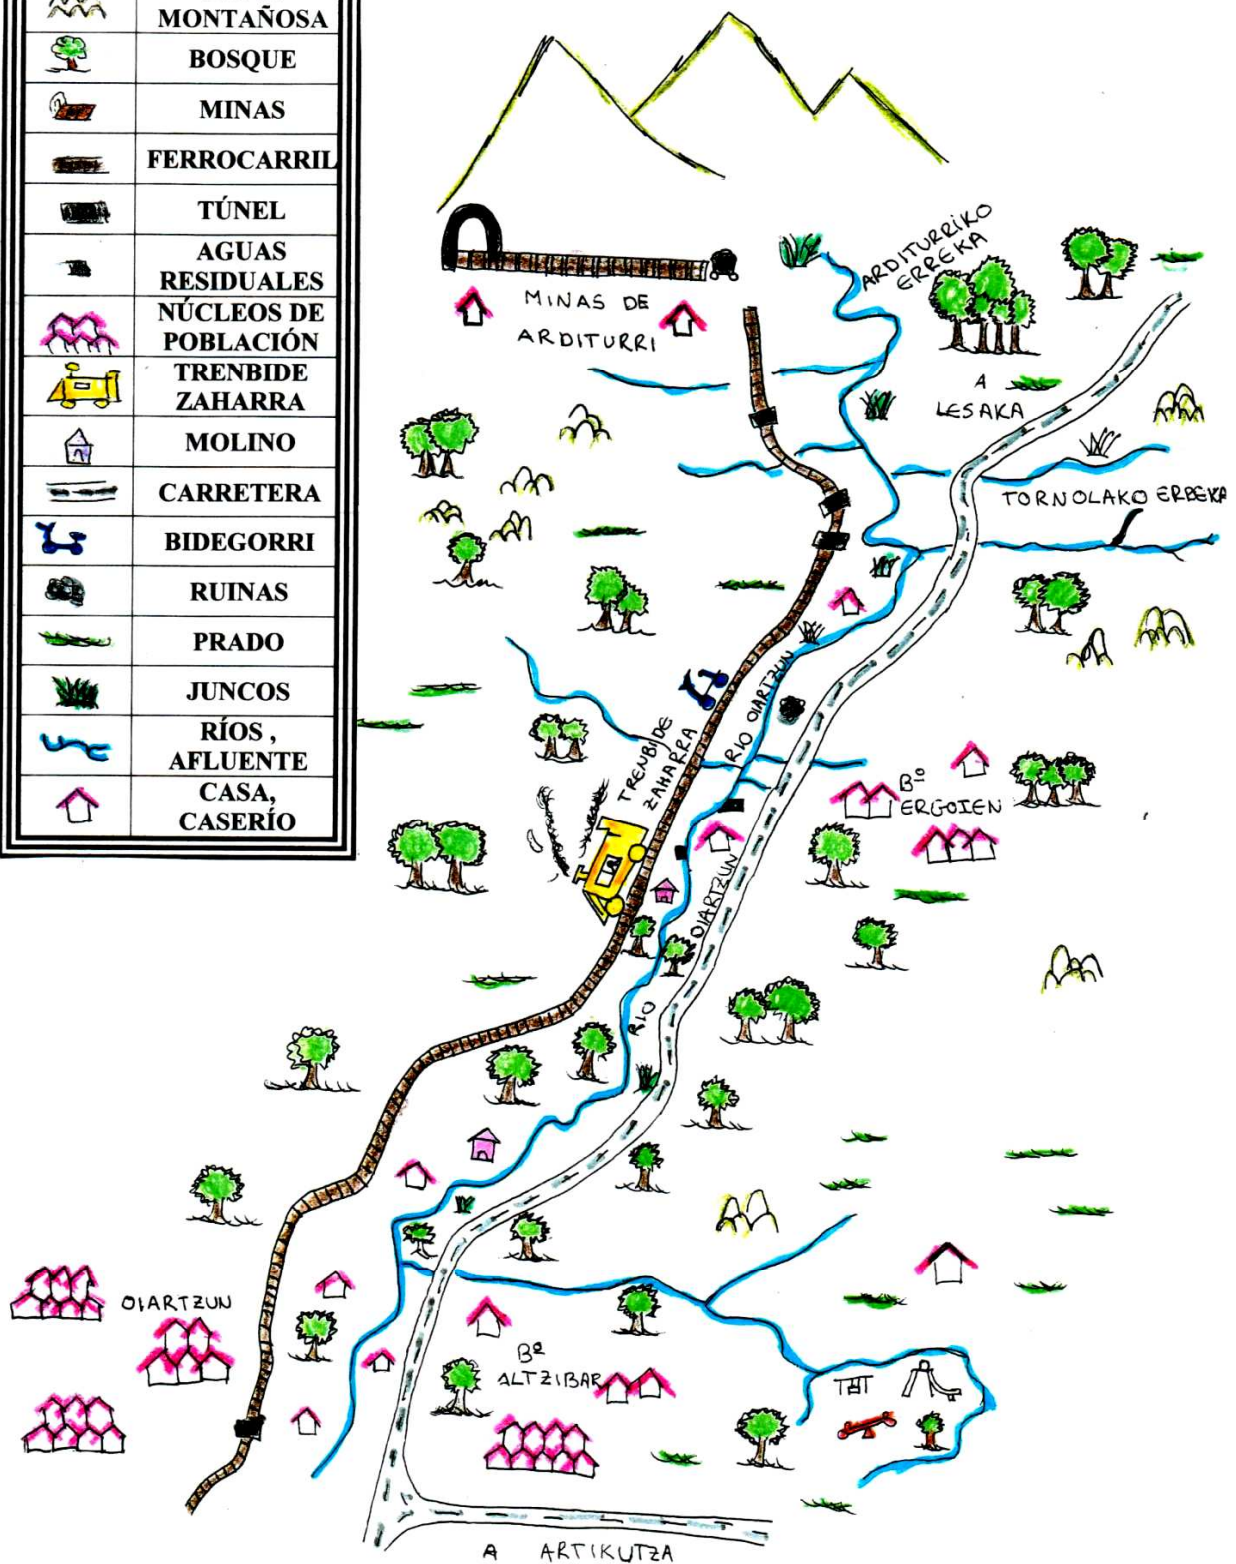 MONTAÑOSA
BOSQUE
MINAS
FERROCARRIL
TÚNEL
AGUAS
RESIDUALES
NÚCLEOS DE
POBLACIÓN
TRENBIDE
ZAHARRA
MOLINO
CARRETERA
BIDEGORRI
RUINAS
PRADO
JUNCOS
RÍOS ,
AFLUENTE
CASA,
CASERÍO
ARDITURRIKO
ERREKA
MINAS DE
ARDITURRI
A
LESAKA
TORNOLAKO ERREKA
RIO OIARTZUN
TRENBIDE
ZAHARRA
Bº
ERGOIEN
RIO OIARTZUN
OIARTZUN
Bº
ALTZIBAR
A ARTIKUTZA